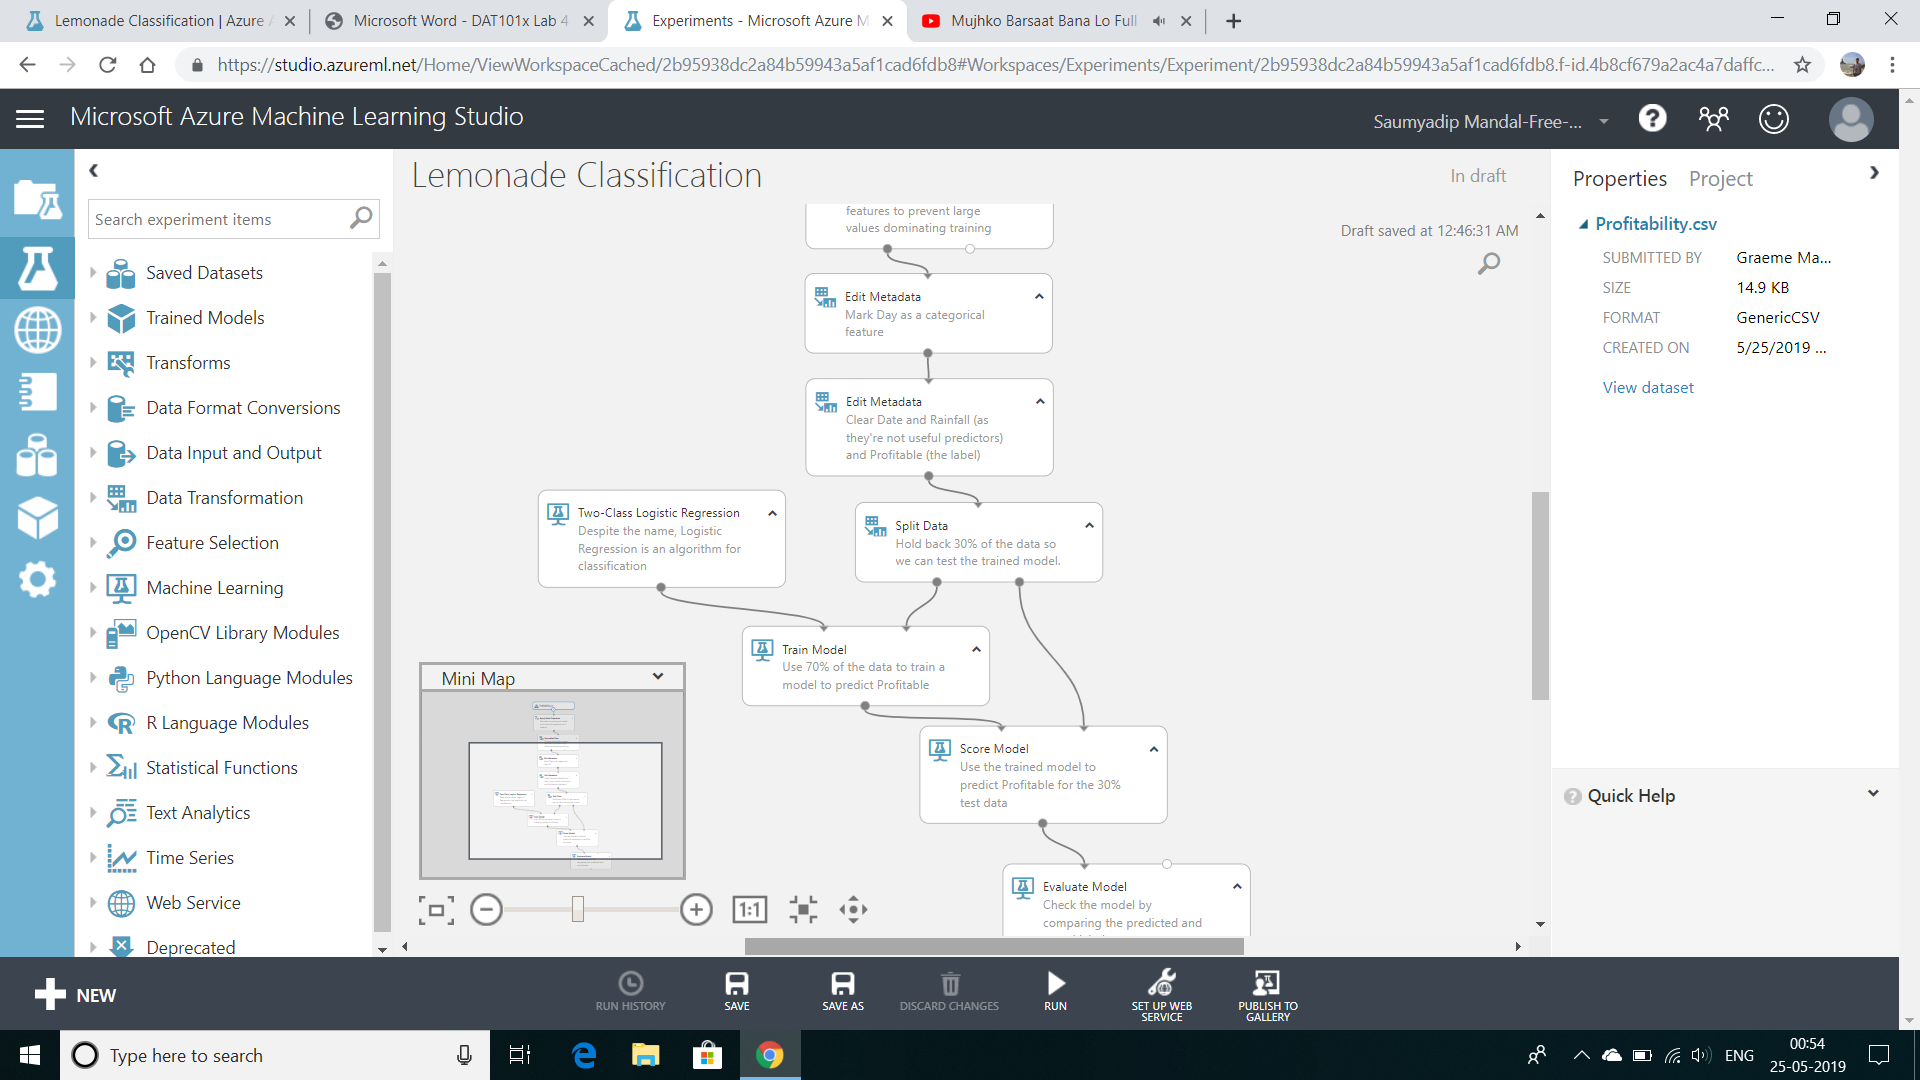 Lemonade Classification | Azure A
Microsoft Word - DAT101x Lab 4
Experiments - Microsoft Azure M
Mujhko Barsaat Bana Lo Full
https://studio.azureml.net/Home/ViewWorkspaceCached/2b95938dc2a84b59943a5af1cad6fdb8#Workspaces/Experiments/Experiment/2b95938dc2a84b59943a5af1cad6fdb8.f-id.4b8cf679a2ac4a7daffc...
Microsoft Azure Machine Learning Studio
Saumyadip Mandal-Free-...
Search experiment items
Saved Datasets
Trained Models
Transforms
Data Format Conversions
Data Input and Output
Data Transformation
Feature Selection
Machine Learning
OpenCV Library Modules
Python Language Modules
R Language Modules
Statistical Functions
Text Analytics
Time Series
Web Service
Deprecated
Lemonade Classification
In draft
Draft saved at 12:46:31 AM
features to prevent large
values dominating training
Edit Metadata
Mark Day as a categorical
feature
Edit Metadata
Clear Date and Rainfall (as
they're not useful predictors)
and Profitable (the label)
Two-Class Logistic Regression
Despite the name, Logistic
Regression is an algorithm for
classification
Split Data
Hold back 30% of the data so
we can test the trained model.
Train Model
Use 70% of the data to train a
model to predict Profitable
Score Model
Use the trained model to
predict Profitable for the 30%
test data
Evaluate Model
Check the model by
comparing the predicted and
Mini Map
1:1
Properties
Project
Profitability.csv
SUBMITTED BY Graeme Ma...
SIZE 14.9 KB
FORMAT GenericCSV
CREATED ON 5/25/2019 ...
View dataset
Quick Help
NEW
RUN HISTORY
SAVE
SAVE AS
DISCARD CHANGES
RUN
SET UP WEB
SERVICE
PUBLISH TO
GALLERY
Type here to search
ENG
00:54
25-05-2019